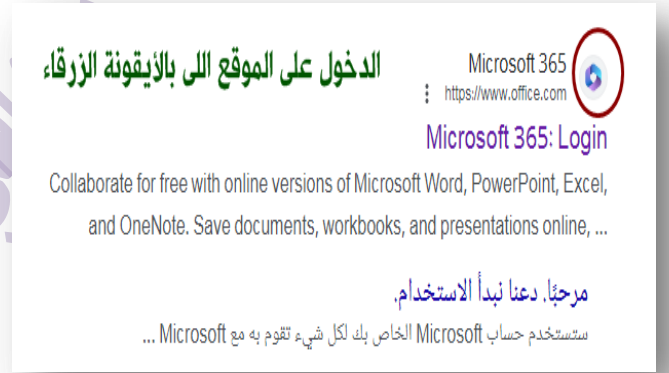 الدخول على الموقع اللى بالأيقونة الزرقاء
Microsoft 365
https://www.office.com
Microsoft 365: Login
Collaborate for free with online versions of Microsoft Word, PowerPoint, Excel,
and OneNote. Save documents, workbooks, and presentations online, ...
مرحبًا. دعنا نبدأ الاستخدام.
ستستخدم حساب Microsoft الخاص بك لكل شيء تقوم به مع Microsoft ...